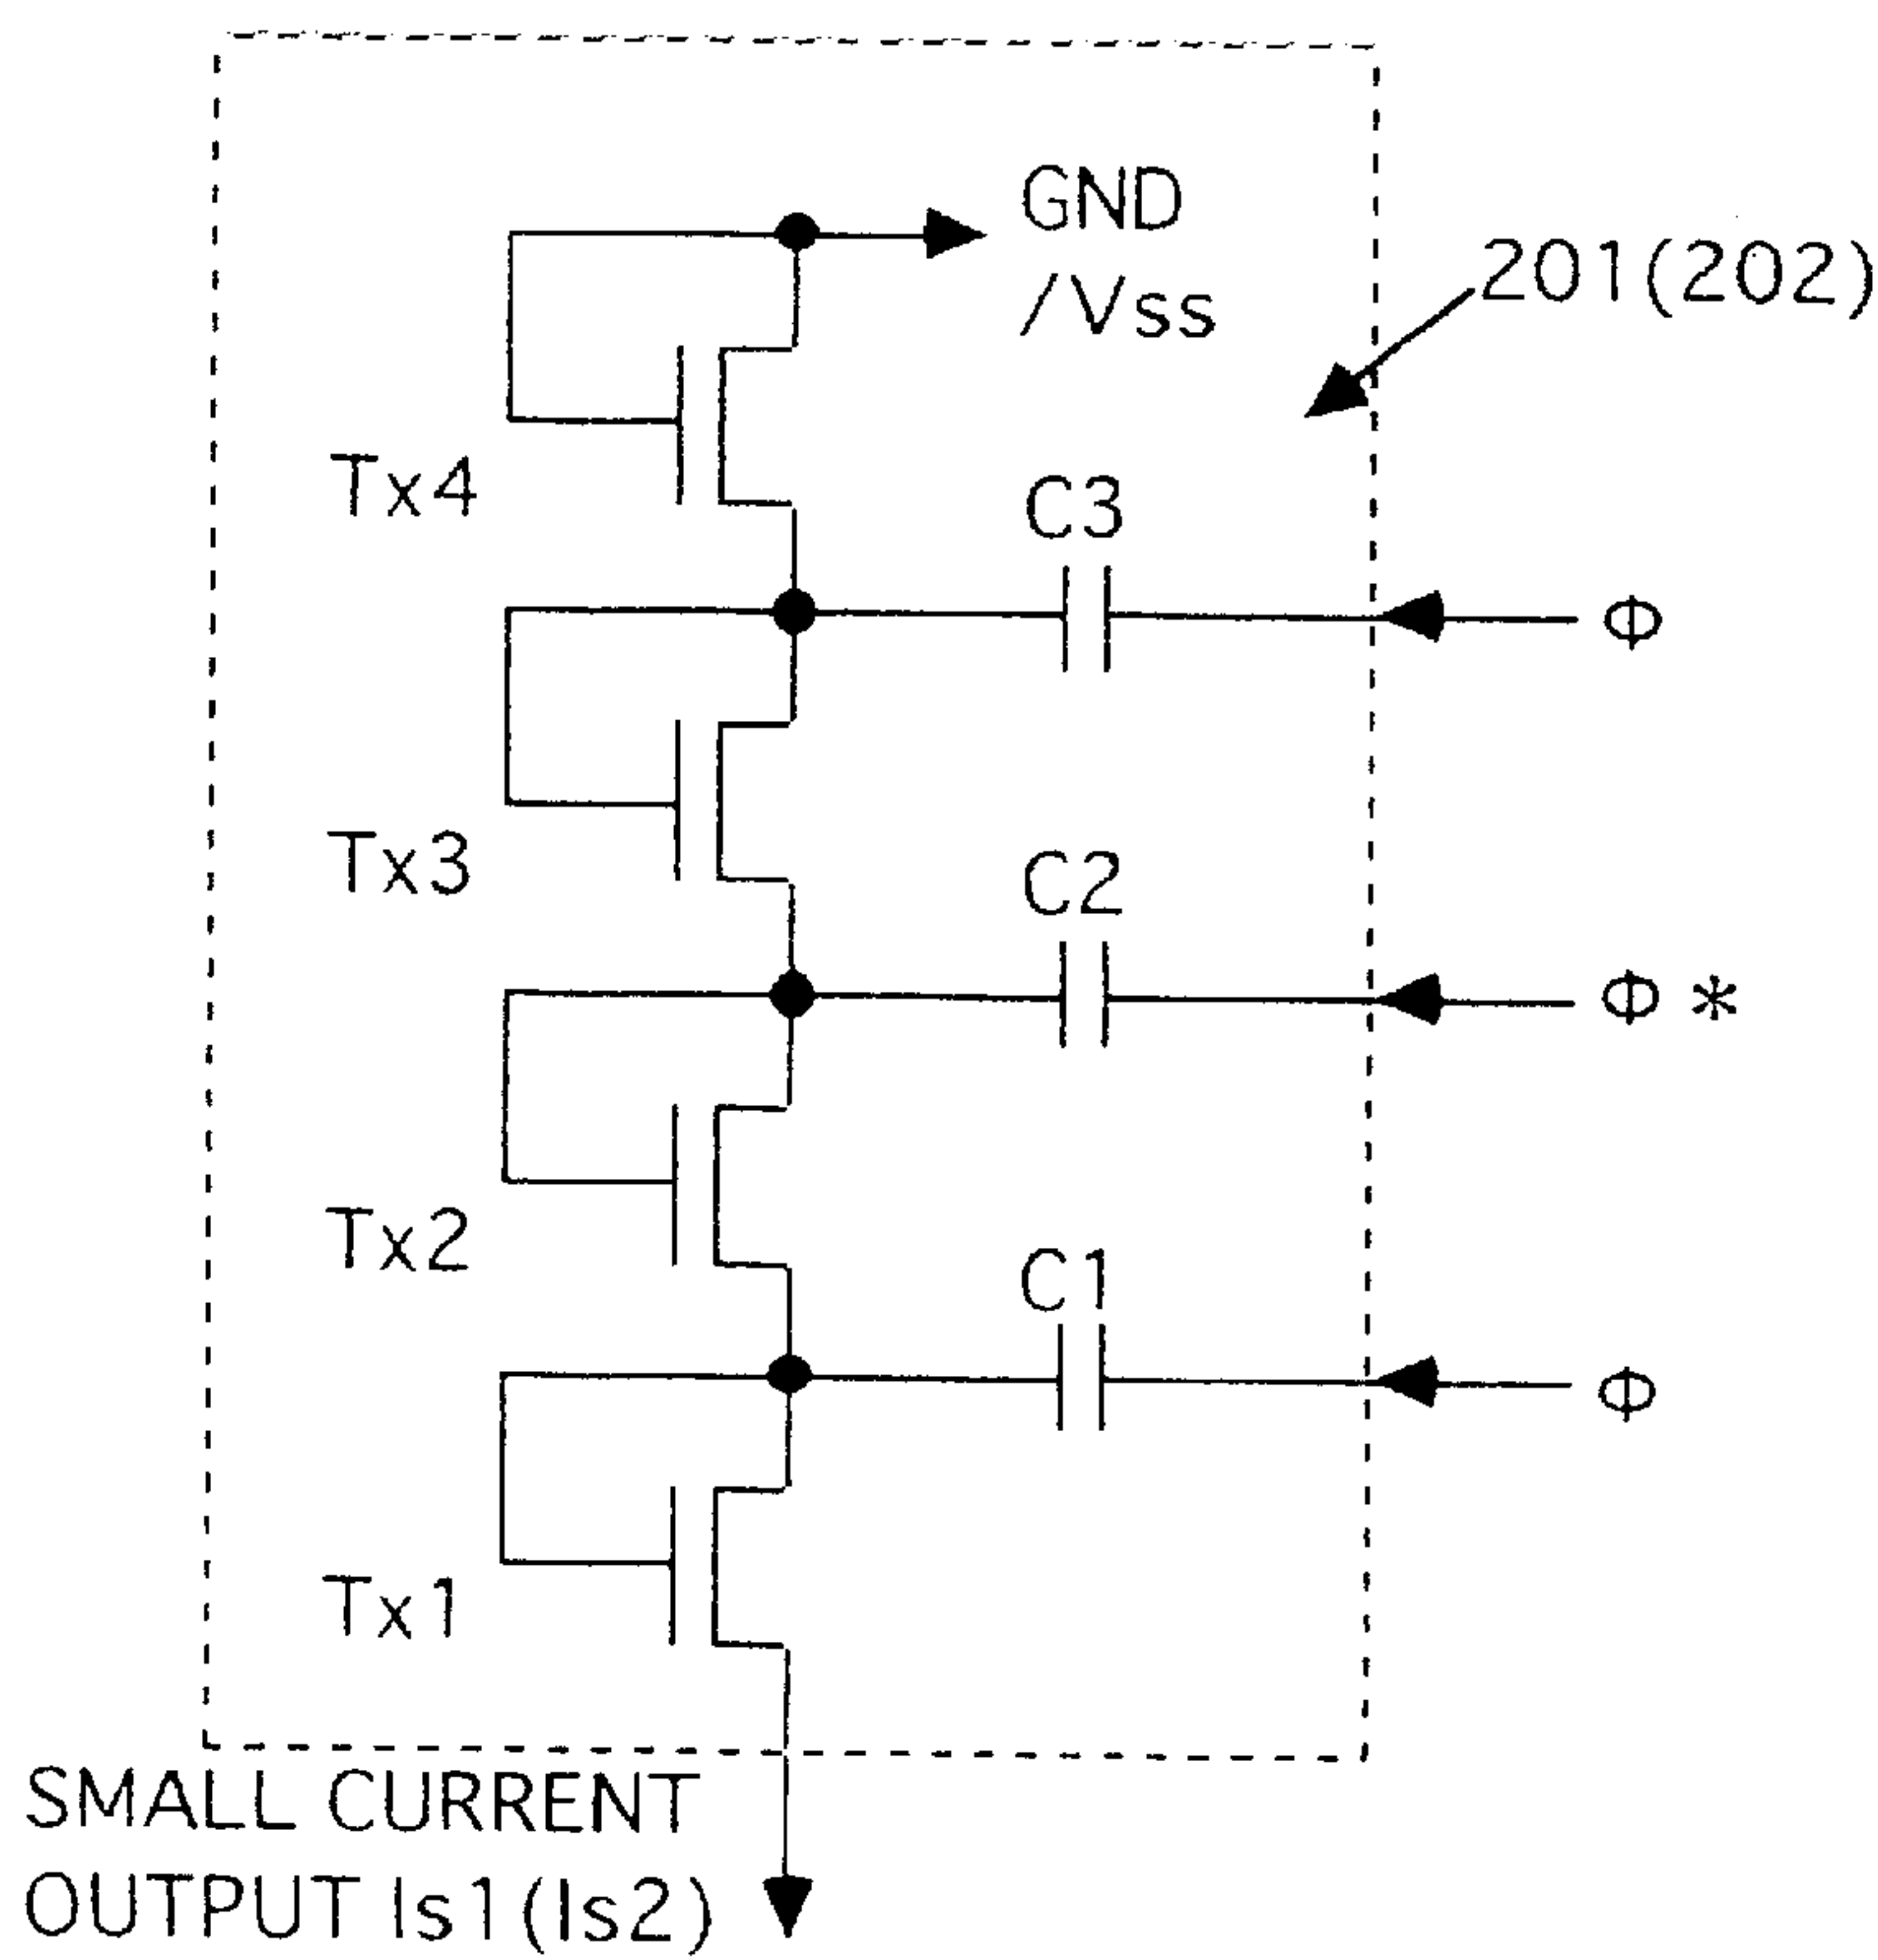 GND
/Vss
201(202)
Tx4
C3
Φ
Tx3
C2
Φ *
Tx2
C1
Φ
Tx1
SMALL CURRENT
OUTPUT Is1(Is2)